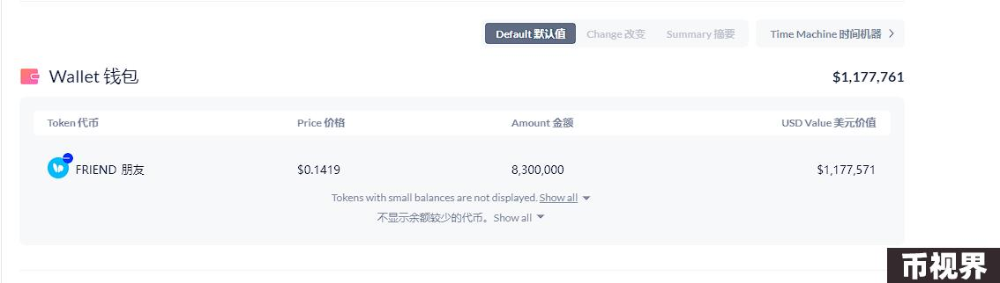 Default 默认值 Change 改变 Summary 摘要 Time Machine 时间机器
Wallet 钱包 $1,177,761
Token 代币 Price 价格 Amount 金额 USD Value 美元价值
FRIEND 朋友 $0.1419 8,300,000 $1,177,571
Tokens with small balances are not displayed. Show all
不显示余额较少的代币。Show all
币视界